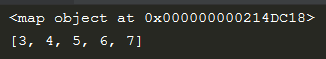 <map object at 0x000000000214DC18>
[3, 4, 5, 6, 7]